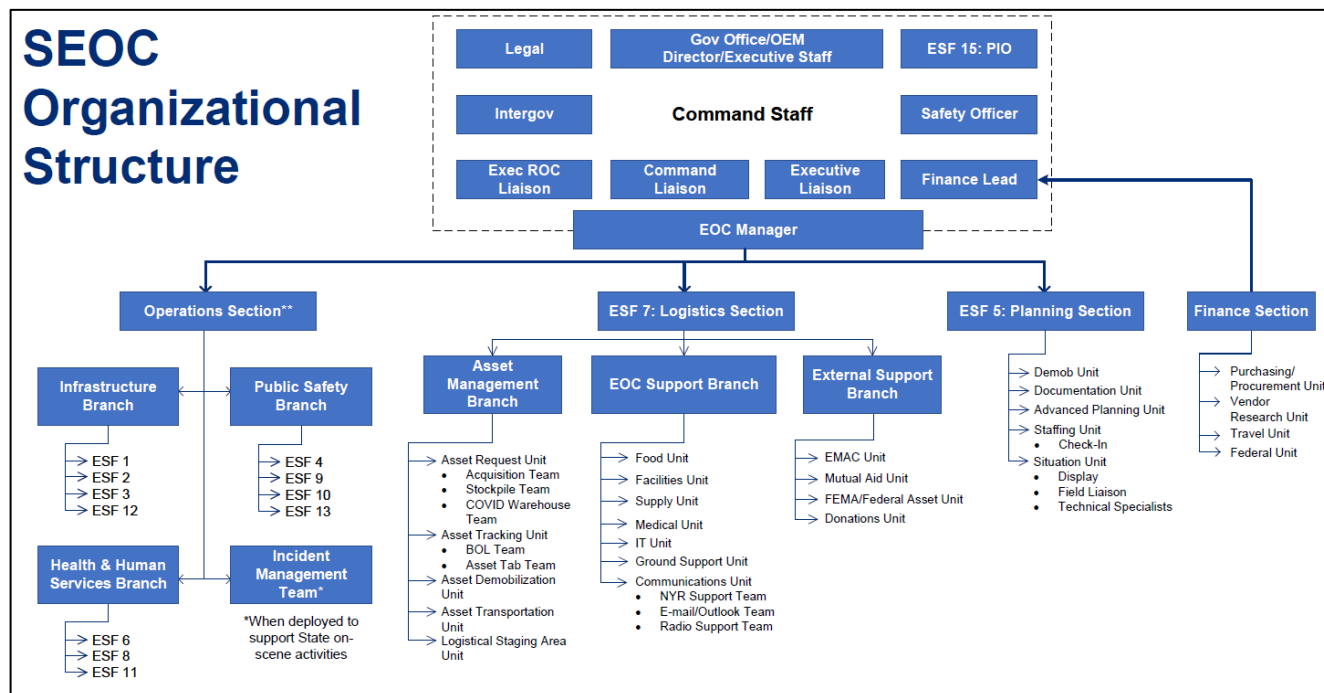 SEOC
Organizational
Structure
Legal
Gov Office/OEM
Director/Executive Staff
ESF 15: PIO
Intergov
Command Staff
Safety Officer
Exec ROC
Liaison
Command
Liaison
Executive
Liaison
Finance Lead
EOC Manager
Operations Section**
ESF 7: Logistics Section
ESF 5: Planning Section
Finance Section
Infrastructure
Branch
ESF 1
ESF 2
ESF 3
ESF 12
Public Safety
Branch
ESF 4
ESF 9
ESF 10
ESF 13
Health & Human
Services Branch
ESF 6
ESF 8
ESF 11
Incident
Management
Team*
*When deployed to
support State on-
scene activities
Asset
Management
Branch
Asset Request Unit
• Acquisition Team
• Stockpile Team
• COVID Warehouse
Team
Asset Tracking Unit
• BOL Team
• Asset Tab Team
Asset Demobilization
Unit
Asset Transportation
Unit
Logistical Staging Area
Unit
EOC Support Branch
Food Unit
Facilities Unit
Supply Unit
Medical Unit
IT Unit
Ground Support Unit
Communications Unit
• NYR Support Team
• E-mail/Outlook Team
• Radio Support Team
External Support
Branch
EMAC Unit
Mutual Aid Unit
FEMA/Federal Asset Unit
Donations Unit
Demob Unit
Documentation Unit
Advanced Planning Unit
Staffing Unit
• Check-In
Situation Unit
• Display
• Field Liaison
• Technical Specialists
Purchasing/
Procurement Unit
Vendor
Research Unit
Travel Unit
Federal Unit